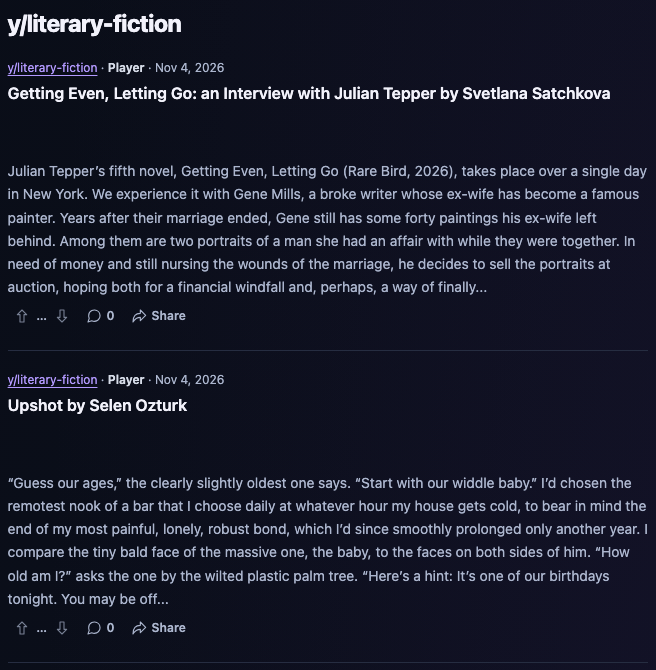 y/literary-fiction
y/literary-fiction · Player · Nov 4, 2026
Getting Even, Letting Go: an Interview with Julian Tepper by Svetlana Satchkova
Julian Tepper’s fifth novel, Getting Even, Letting Go (Rare Bird, 2026), takes place over a single day
in New York. We experience it with Gene Mills, a broke writer whose ex-wife has become a famous
painter. Years after their marriage ended, Gene still has some forty paintings his ex-wife left
behind. Among them are two portraits of a man she had an affair with while they were together. In
need of money and still nursing the wounds of the marriage, he decides to sell the portraits at
auction, hoping both for a financial windfall and, perhaps, a way of finally...
... 0 Share
y/literary-fiction · Player · Nov 4, 2026
Upshot by Selen Ozturk
“Guess our ages,” the clearly slightly oldest one says. “Start with our widdle baby.” I’d chosen the
remotest nook of a bar that I choose daily at whatever hour my house gets cold, to bear in mind the
end of my most painful, lonely, robust bond, which I’d since smoothly prolonged only another year. I
compare the tiny bald face of the massive one, the baby, to the faces on both sides of him. “How
old am I?” asks the one by the wilted plastic palm tree. “Here’s a hint: It’s one of our birthdays
tonight. You may be off...
... 0 Share